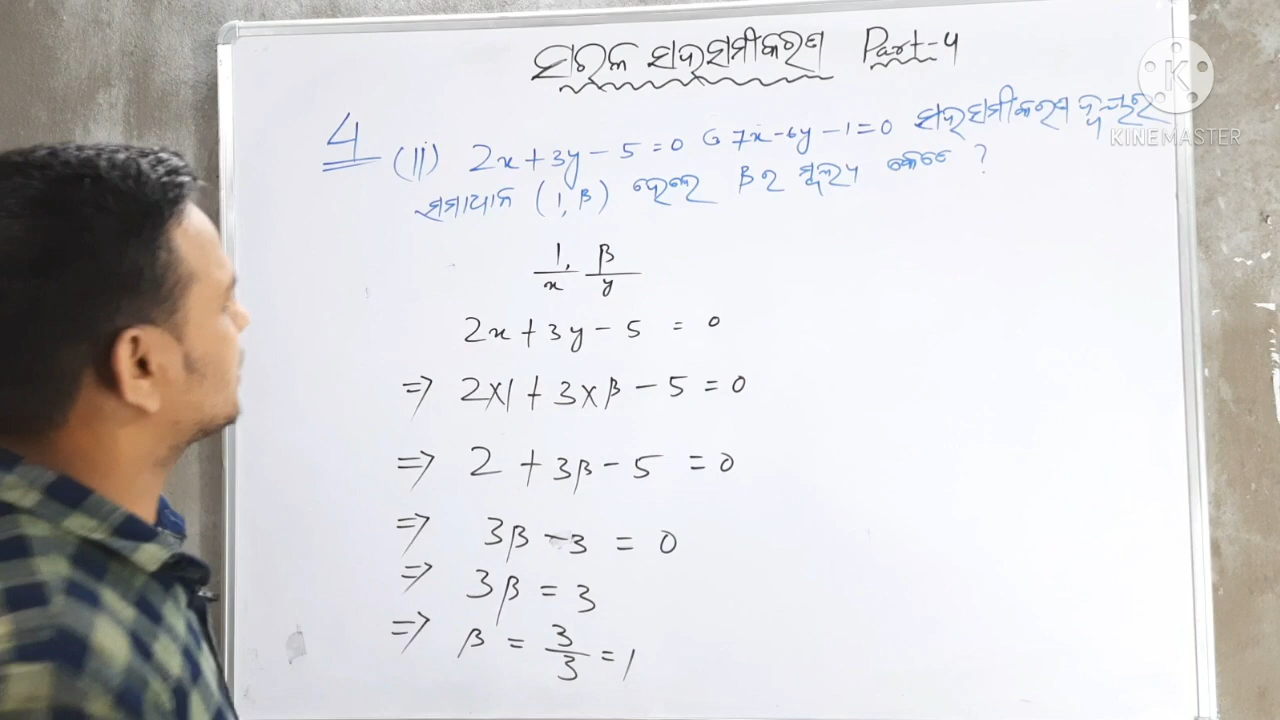 ସରଳ ସହସମୀକରଣ Part-4
4 (ii) 2x + 3y - 5 = 0 ଓ 7x - 6y - 1 = 0 ସହସମୀକରଣ ଦ୍ୱୟର
ସମାଧାନ (1, β) ହେଲେ β ର ମୂଲ୍ୟ କେତେ ?
1, β
x y
2x + 3y - 5 = 0
⇒ 2×1 + 3×β - 5 = 0
⇒ 2 + 3β - 5 = 0
⇒ 3β - 3 = 0
⇒ 3β = 3
⇒ β = 3/3 = 1
K
KINEMASTER